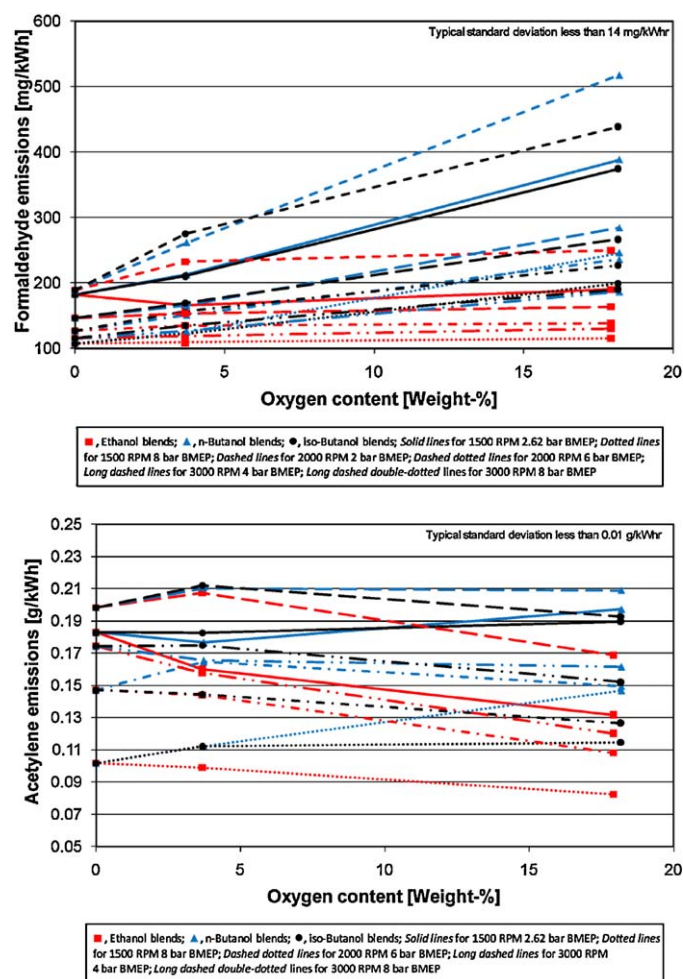 600
Typical standard deviation less than 14 mg/kWhr
500
400
300
200
100
0 5 10 15 20
Formaldehyde emissions [mg/kWh]
Oxygen content [Weight-%]
, Ethanol blends; , n-Butanol blends; , iso-Butanol blends; Solid lines for 1500 RPM 2.62 bar BMEP; Dotted lines
for 1500 RPM 8 bar BMEP; Dashed lines for 2000 RPM 2 bar BMEP; Dashed dotted lines for 2000 RPM 6 bar BMEP;
Long dashed lines for 3000 RPM 4 bar BMEP; Long dashed double-dotted lines for 3000 RPM 8 bar BMEP
0.25
Typical standard deviation less than 0.01 g/kWhr
0.23
0.21
0.19
0.17
0.15
0.13
0.11
0.09
0.07
0.05
0 5 10 15 20
Acetylene emissions [g/kWh]
Oxygen content [Weight-%]
, Ethanol blends; , n-Butanol blends; , iso-Butanol blends; Solid lines for 1500 RPM 2.62 bar BMEP; Dotted lines
for 1500 RPM 8 bar BMEP; Dashed dotted lines for 2000 RPM 6 bar BMEP; Long dashed lines for 3000 RPM
4 bar BMEP; Long dashed double-dotted lines for 3000 RPM 8 bar BMEP